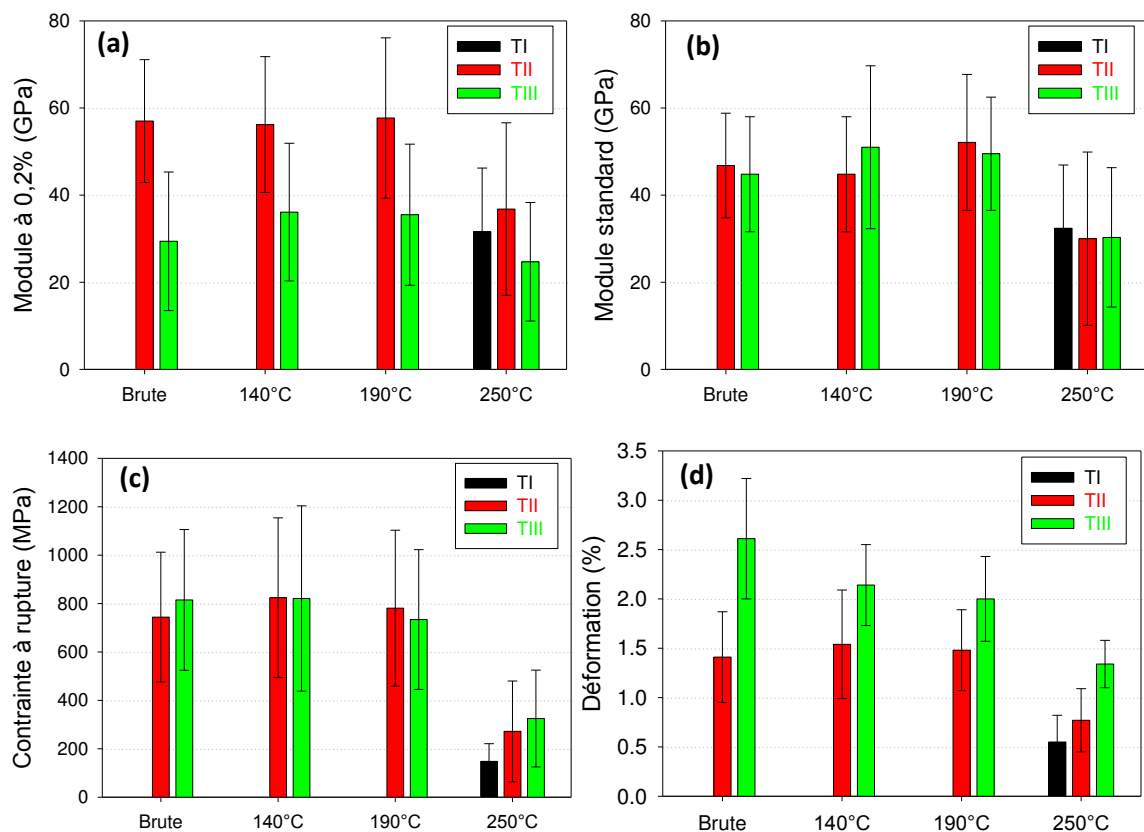 (a)
Module à 0,2% (GPa)
80
60
40
20
0
TI
TII
TIII
Brute
140°C
190°C
250°C
(b)
Module standard (GPa)
80
60
40
20
0
TI
TII
TIII
Brute
140°C
190°C
250°C
(c)
Contrainte à rupture (MPa)
1400
1200
1000
800
600
400
200
0
TI
TII
TIII
Brute
140°C
190°C
250°C
(d)
Déformation (%)
3.5
3.0
2.5
2.0
1.5
1.0
0.5
0.0
TI
TII
TIII
Brute
140°C
190°C
250°C